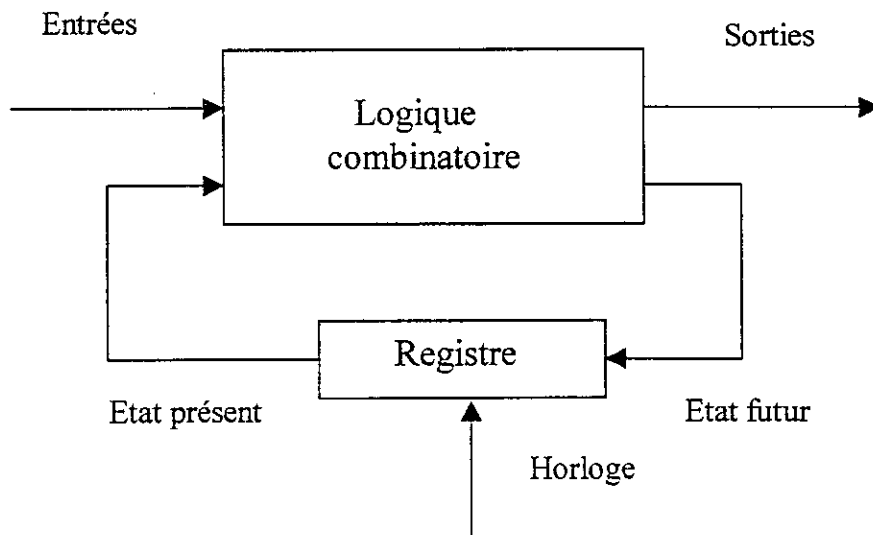 Entrées
Sorties
Logique
combinatoire
Registre
Etat présent
Etat futur
Horloge